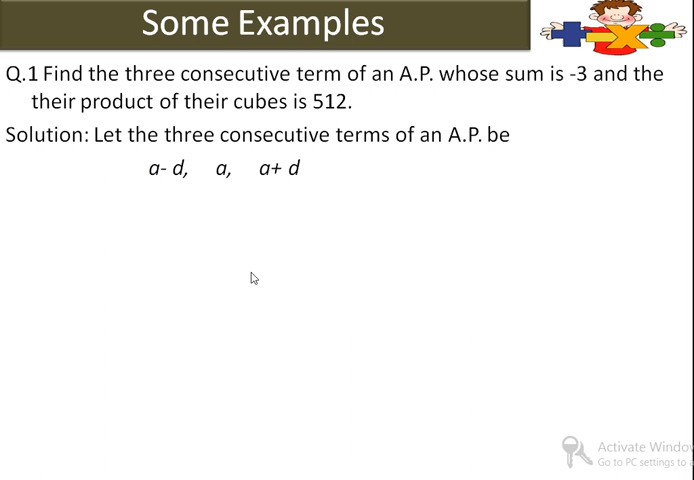 Some Examples
Q.1 Find the three consecutive term of an A.P. whose sum is -3 and the
their product of their cubes is 512.
Solution: Let the three consecutive terms of an A.P. be
a- d, a, a+ d
Activate Window
Go to PC settings to a